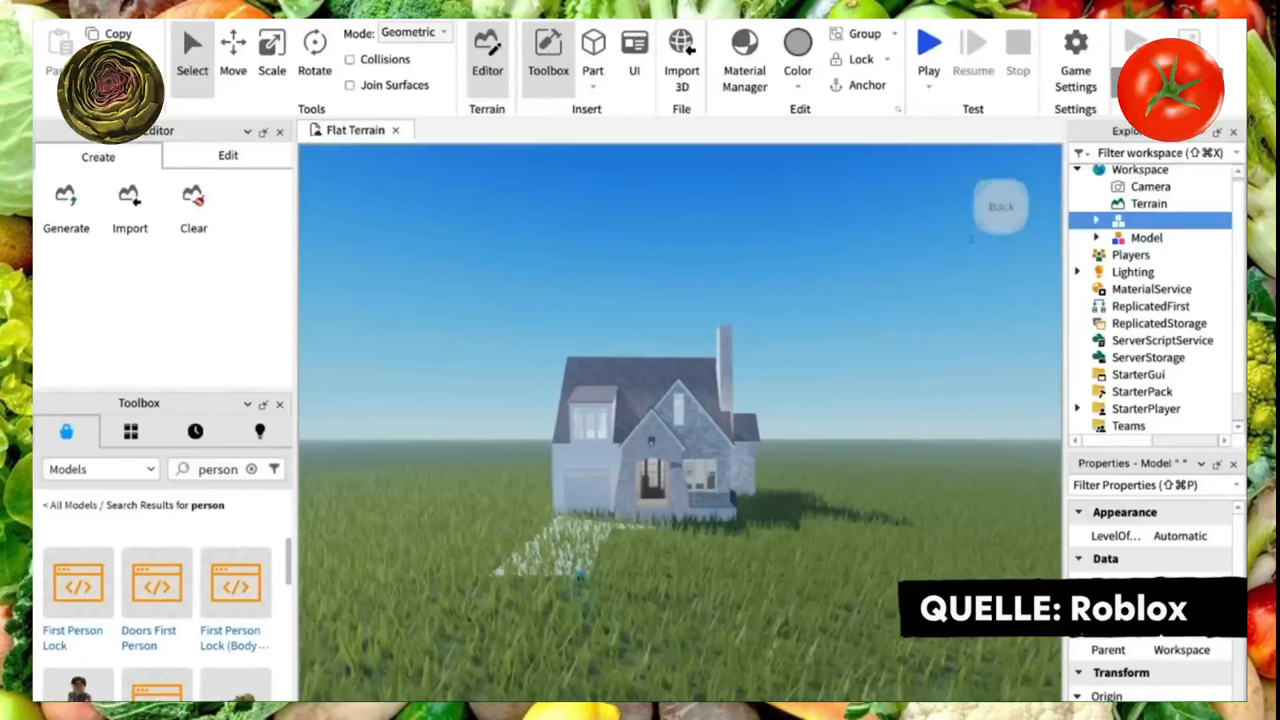 Copy
Select
Move
Scale
Rotate
Mode: Geometric
Collisions
Join Surfaces
Tools
Editor
Terrain
Toolbox
Part
UI
Insert
Import
3D
File
Material
Manager
Color
Group
Lock
Anchor
Edit
Play
Resume
Stop
Test
Game
Settings
Settings
Create
Edit
Generate
Import
Clear
Toolbox
Models
person
< All Models / Search Results for person
First Person
Lock
Doors First
Person
First Person
Lock (Body ...
Flat Terrain
Back
Z
Filter workspace (⇧⌘X)
Workspace
Camera
Terrain
Model
Players
Lighting
MaterialService
ReplicatedFirst
ReplicatedStorage
ServerScriptService
ServerStorage
StarterGui
StarterPack
StarterPlayer
Teams
Properties - Model " "
Filter Properties (⇧⌘P)
Appearance
LevelOf... Automatic
Data
QUELLE: Roblox
Parent Workspace
Transform
Origin